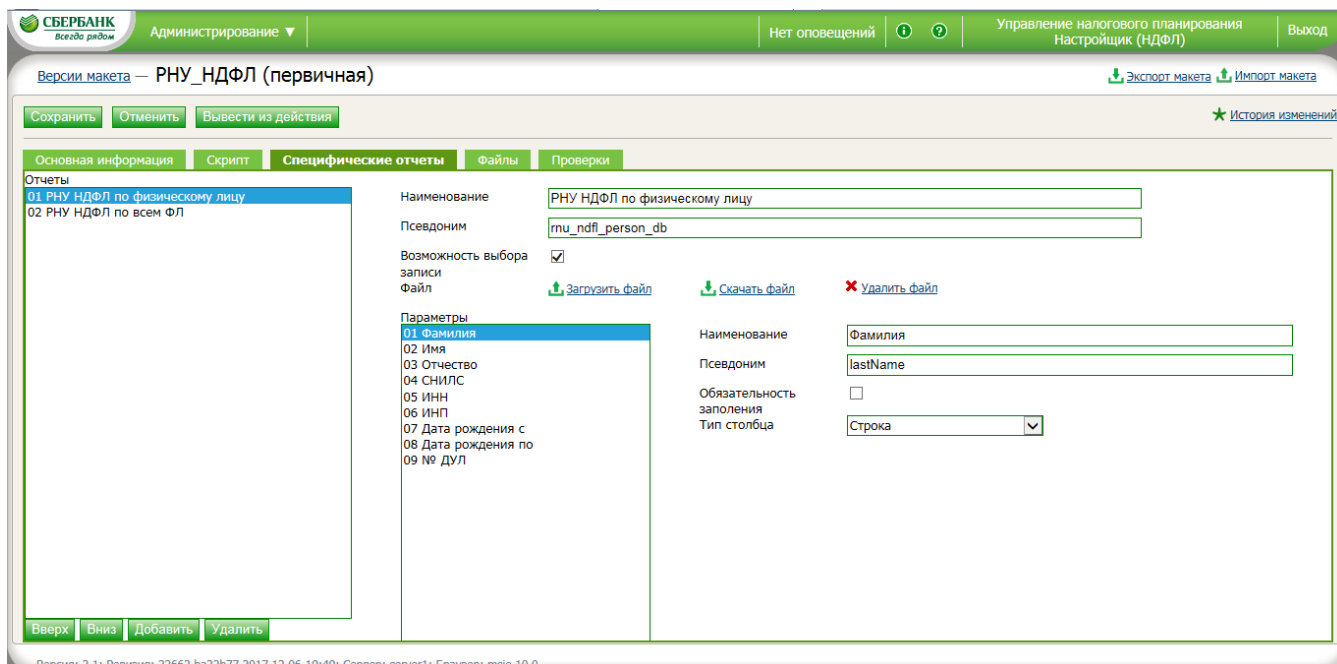 СБЕРБАНК
Всегда рядом
Администрирование ▼
Нет оповещений
Управление налогового планирования
Настройщик (НДФЛ)
Выход
Версии макета — РНУ_НДФЛ (первичная)
Экспорт макета Импорт макета
Сохранить Отменить Вывести из действия
История изменений
Основная информация Скрипт Специфические отчеты Файлы Проверки
Отчеты
01 РНУ НДФЛ по физическому лицу
02 РНУ НДФЛ по всем ФЛ
Наименование РНУ НДФЛ по физическому лицу
Псевдоним rnu_ndfl_person_db
Возможность выбора
записи
Файл Загрузить файл Скачать файл Удалить файл
Параметры
01 Фамилия
02 Имя
03 Отчество
04 СНИЛС
05 ИНН
06 ИНП
07 Дата рождения с
08 Дата рождения по
09 № ДУЛ
Наименование Фамилия
Псевдоним lastName
Обязательность
заполения
Тип столбца Строка
Вверх Вниз Добавить Удалить